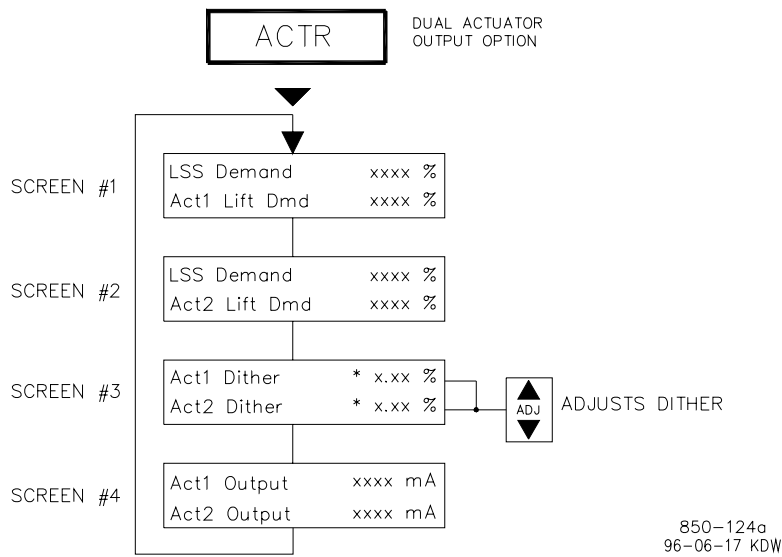 ACTR
DUAL ACTUATOR
OUTPUT OPTION
SCREEN #1
LSS Demand xxxx %
Act1 Lift Dmd xxxx %
SCREEN #2
LSS Demand xxxx %
Act2 Lift Dmd xxxx %
SCREEN #3
Act1 Dither * x.xx %
Act2 Dither * x.xx %
ADJ
ADJUSTS DITHER
SCREEN #4
Act1 Output xxxx mA
Act2 Output xxxx mA
850-124a
96-06-17 KDW